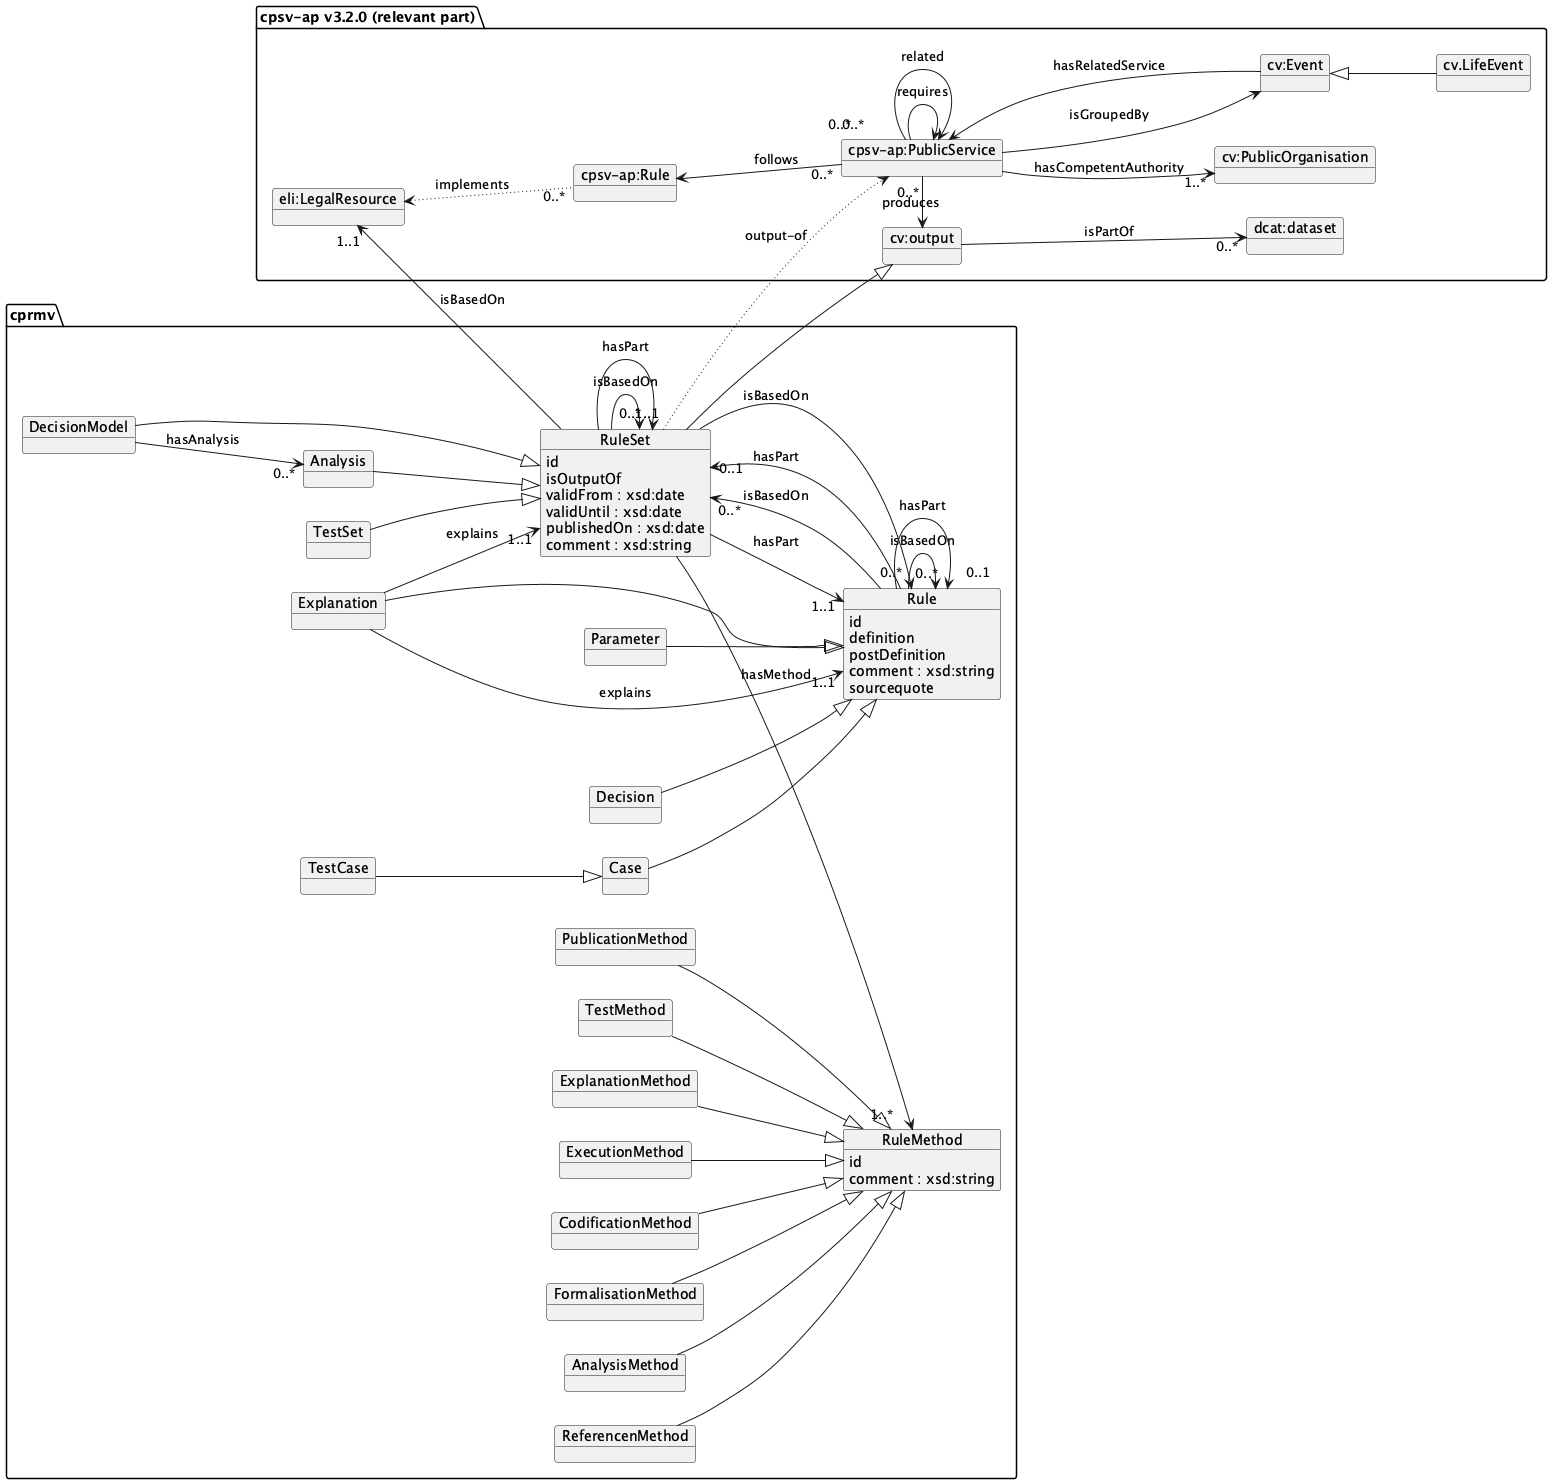 cpsv-ap v3.2.0 (relevant part)
related
requires
hasRelatedService
cv:Event
cv.LifeEvent
isGroupedBy
0..*
0..*
cpsv-ap:PublicService
follows
0..*
cpsv-ap:Rule
hasCompetentAuthority
1..*
cv:PublicOrganisation
implements
0..*
eli:LegalResource
0..*
produces
1..1
output-of
cv:output
isPartOf
0..*
dcat:dataset
isBasedOn
cprmv
hasPart
isBasedOn
0..*
1..1
isBasedOn
DecisionModel
hasAnalysis
0..*
Analysis
TestSet
explains
1..1
RuleSet
id
isOutputOf
validFrom : xsd:date
validUntil : xsd:date
publishedOn : xsd:date
comment : xsd:string
0..1
hasPart
isBasedOn
0..*
hasPart
1..1
hasPart
isBasedOn
0..*
0..*
0..1
Explanation
Parameter
Rule
id
definition
postDefinition
comment : xsd:string
sourcequote
hasMethod
1..1
explains
Decision
TestCase
Case
PublicationMethod
TestMethod
ExplanationMethod
ExecutionMethod
1..*
RuleMethod
id
comment : xsd:string
CodificationMethod
FormalisationMethod
AnalysisMethod
ReferencenMethod